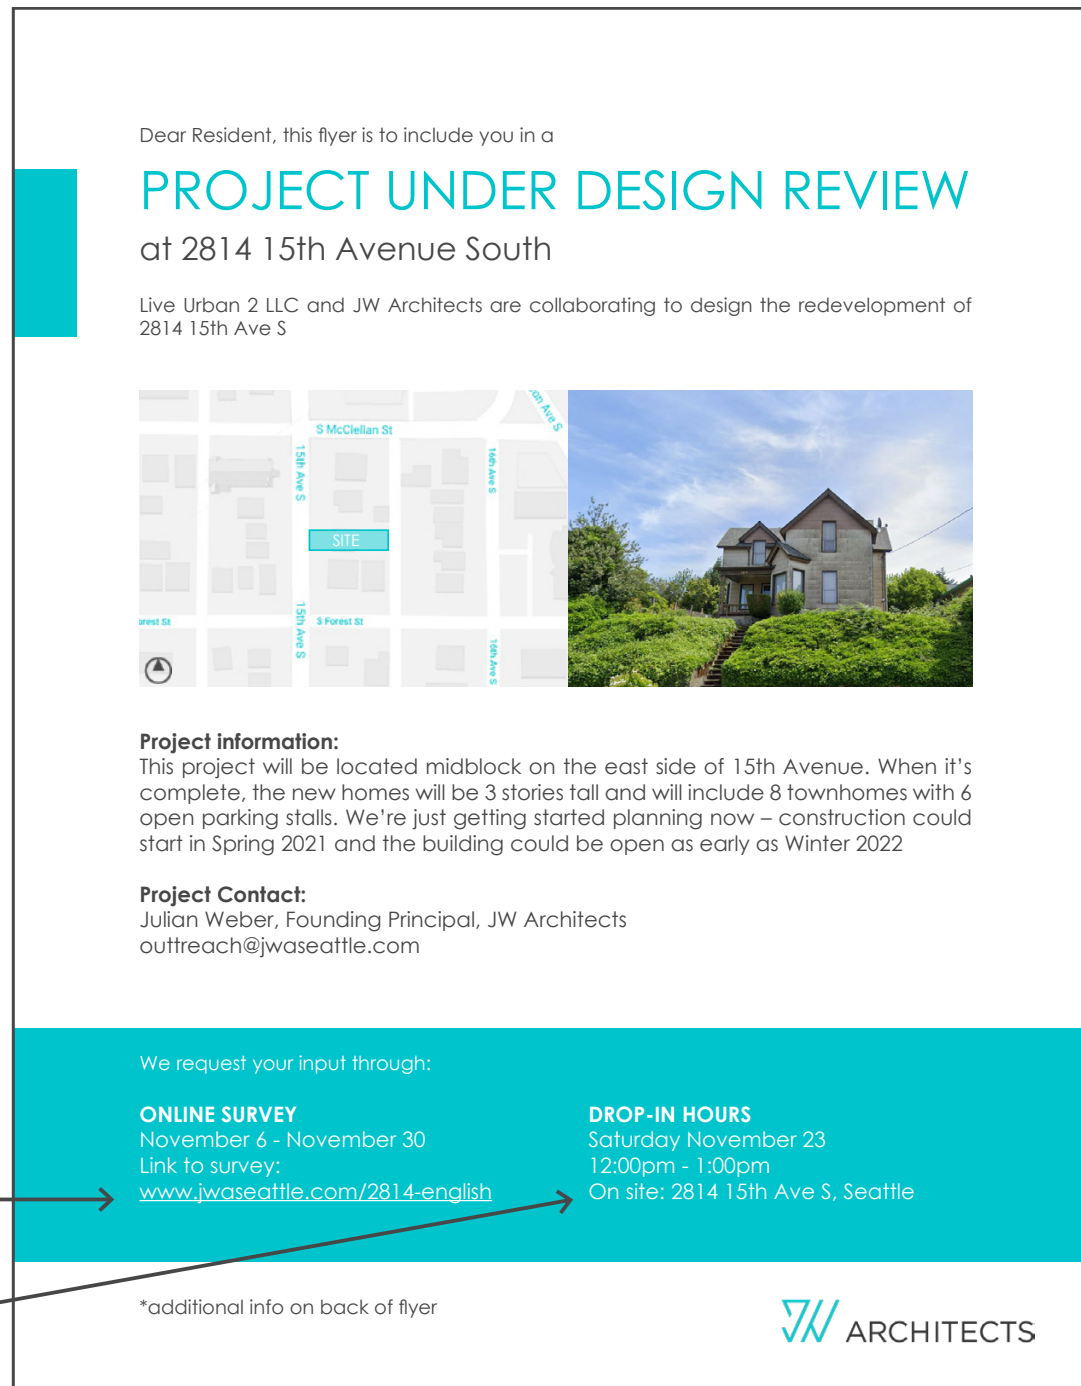 Dear Resident, this flyer is to include you in a
PROJECT UNDER DESIGN REVIEW
at 2814 15th Avenue South
Live Urban 2 LLC and JW Architects are collaborating to design the redevelopment of
2814 15th Ave S
on Ave S
S McClellan St
15th Ave S
16th Ave S
SITE
orest St
15th Ave S
S Forest St
16th Ave S
Project information:
This project will be located midblock on the east side of 15th Avenue. When it's
complete, the new homes will be 3 stories tall and will include 8 townhomes with 6
open parking stalls. We're just getting started planning now – construction could
start in Spring 2021 and the building could be open as early as Winter 2022
Project Contact:
Julian Weber, Founding Principal, JW Architects
outtreach@jwaseattle.com
We request your input through:
ONLINE SURVEY
November 6 - November 30
Link to survey:
www.jwaseattle.com/2814-english
DROP-IN HOURS
Saturday November 23
12:00pm - 1:00pm
On site: 2814 15th Ave S, Seattle
*additional info on back of flyer
JW ARCHITECTS